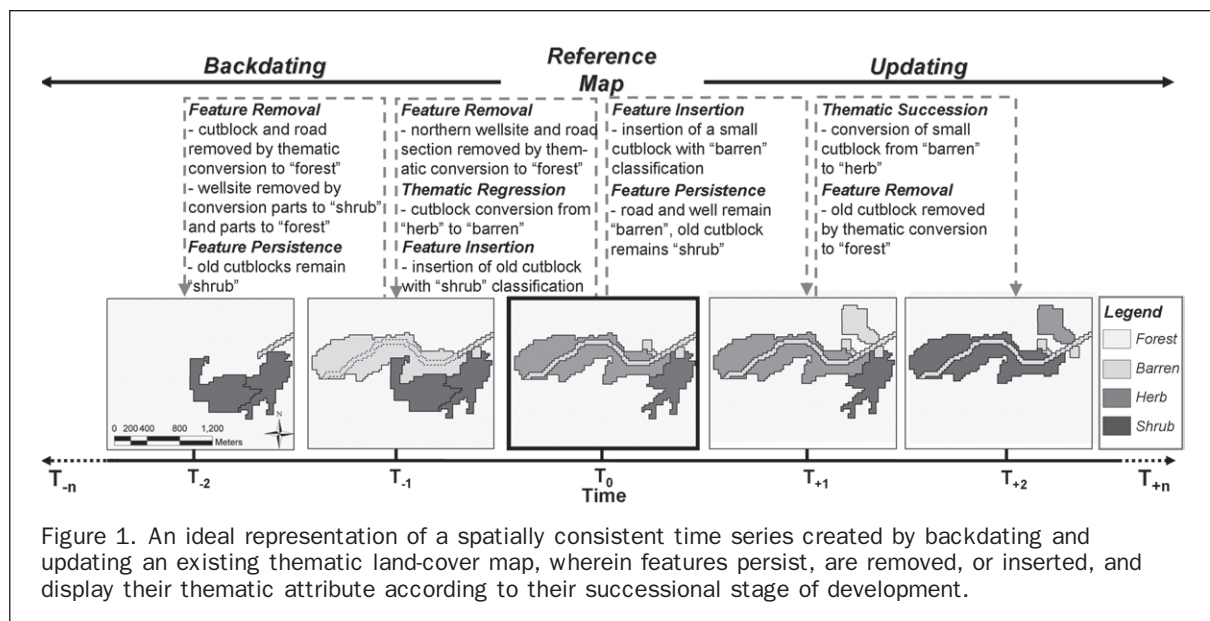 Backdating
Reference
Map
Updating
Feature Removal
- cutblock and road
removed by thematic
conversion to “forest”
- wellsite removed by
conversion parts to “shrub”
and parts to “forest”
Feature Persistence
- old cutblocks remain
“shrub”
Feature Removal
- northern wellsite and road
section removed by them-
atic conversion to “forest”
Thematic Regression
- cutblock conversion from
“herb” to “barren”
Feature Insertion
- insertion of old cutblock
with “shrub” classification
Feature Insertion
- insertion of a small
cutblock with “barren”
classification
Feature Persistence
- road and well remain
“barren”, old cutblock
remains “shrub”
Thematic Succession
- conversion of small
cutblock from “barren”
to “herb”
Feature Removal
- old cutblock removed
by thematic conversion
to “forest”
N
0 200 400 800 1,200
Meters
Legend
Forest
Barren
Herb
Shrub
T-n T-2 T-1 T0 T+1 T+2 T+n
Time
Figure 1. An ideal representation of a spatially consistent time series created by backdating and
updating an existing thematic land-cover map, wherein features persist, are removed, or inserted, and
display their thematic attribute according to their successional stage of development.